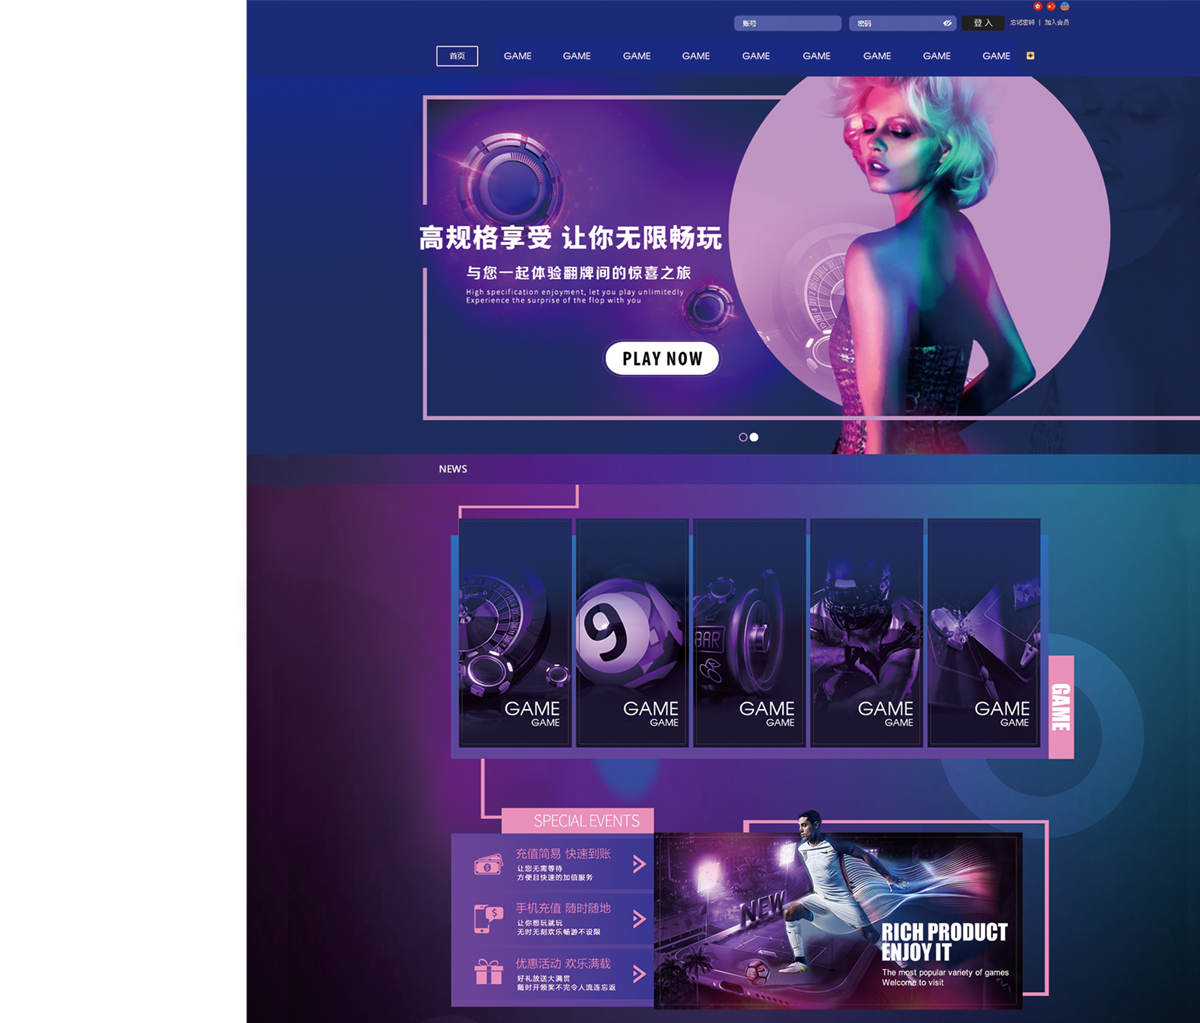 账号
密码
登 入
忘记密码 | 加入会员
首页
GAME
GAME
GAME
GAME
GAME
GAME
GAME
GAME
GAME
高规格享受 让你无限畅玩
与您一起体验翻牌间的惊喜之旅
High specification enjoyment, let you play unlimitedly
Experience the surprise of the flop with you
PLAY NOW
NEWS
9
BAR
GAME
GAME
GAME
GAME
GAME
GAME
GAME
GAME
GAME
GAME
GAME
SPECIAL EVENTS
充值简易 快速到账
让您无需等待
方便且快速的加值服务
手机充值 随时随地
让你想玩就玩
无时无刻欢乐畅游不设限
优惠活动 欢乐满载
好礼放送大满贯
随时开领奖不完令人流连忘返
NEW
RICH PRODUCT
ENJOY IT
The most popular variety of games
Welcome to visit